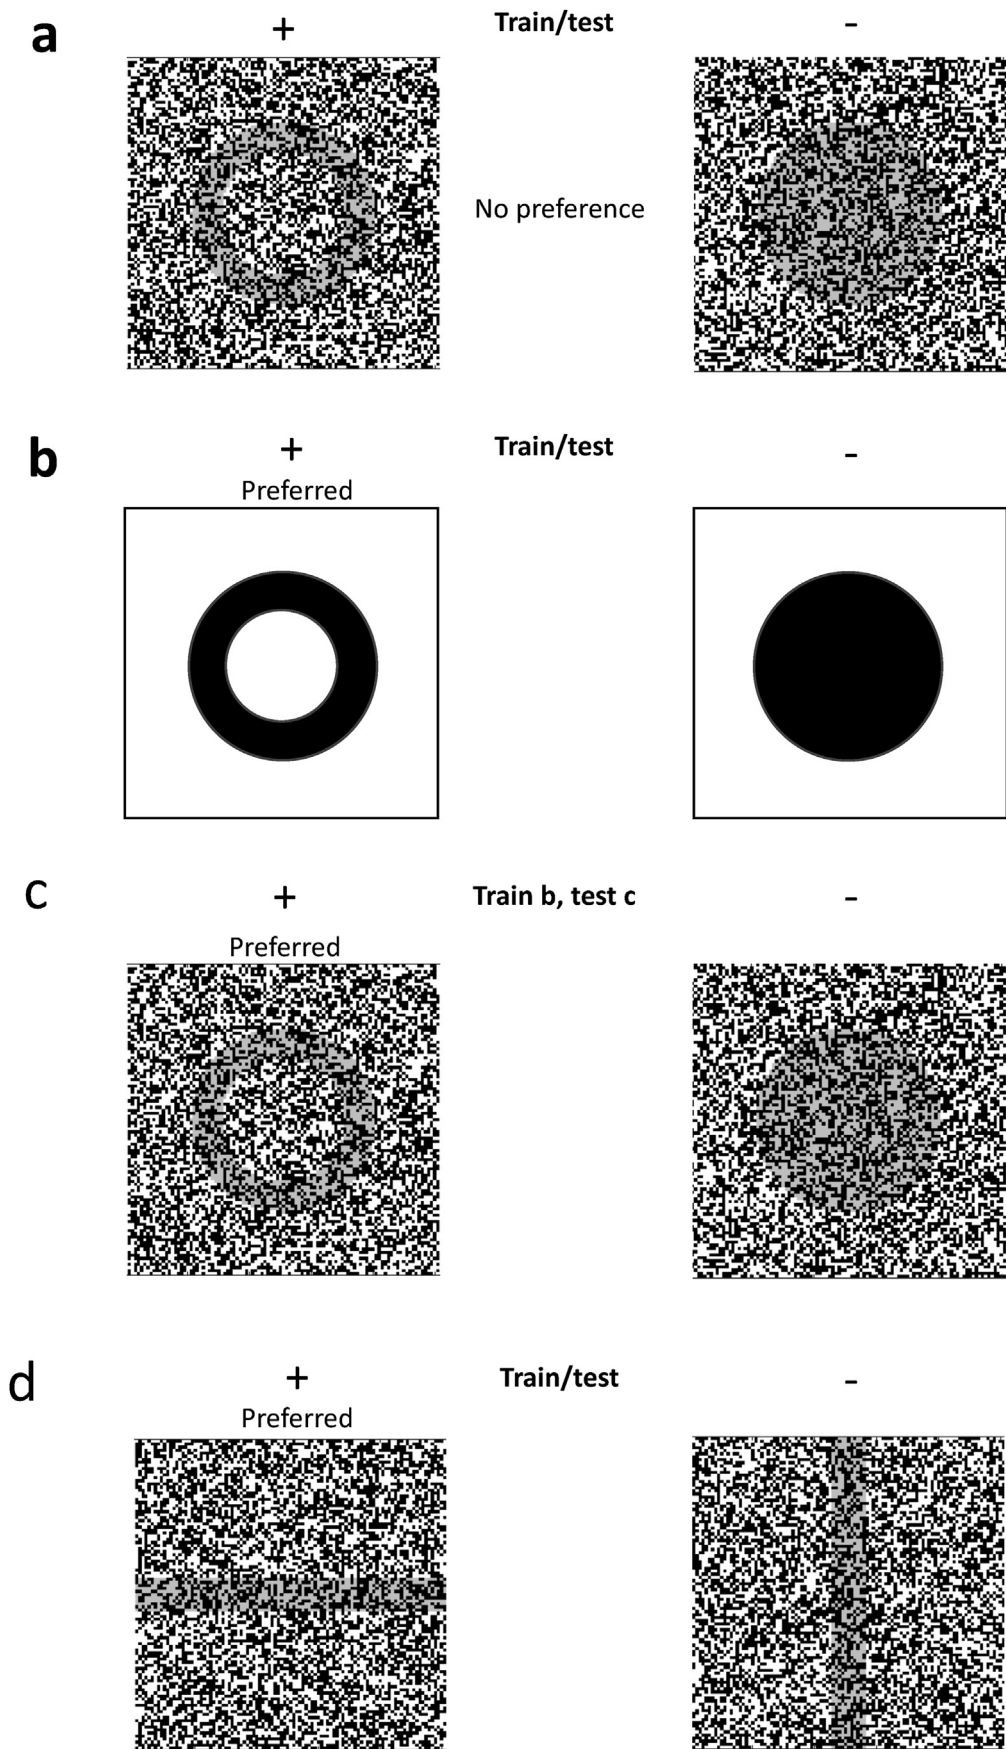 a + Train/test -
No preference
b + Train/test -
Preferred
c + Train b, test c -
Preferred
d + Train/test -
Preferred